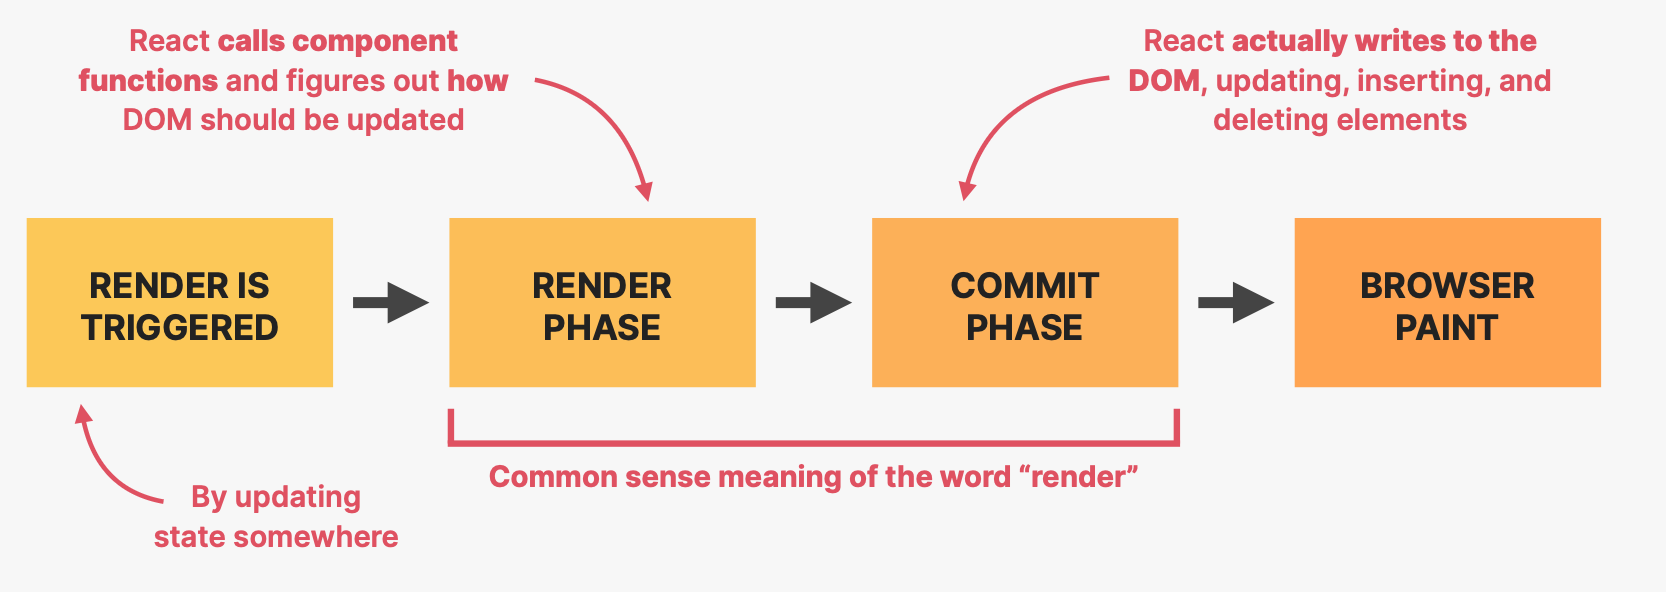 React calls component
functions and figures out how
DOM should be updated
React actually writes to the
DOM, updating, inserting, and
deleting elements
RENDER IS
TRIGGERED
RENDER
PHASE
COMMIT
PHASE
BROWSER
PAINT
Common sense meaning of the word “render”
By updating
state somewhere